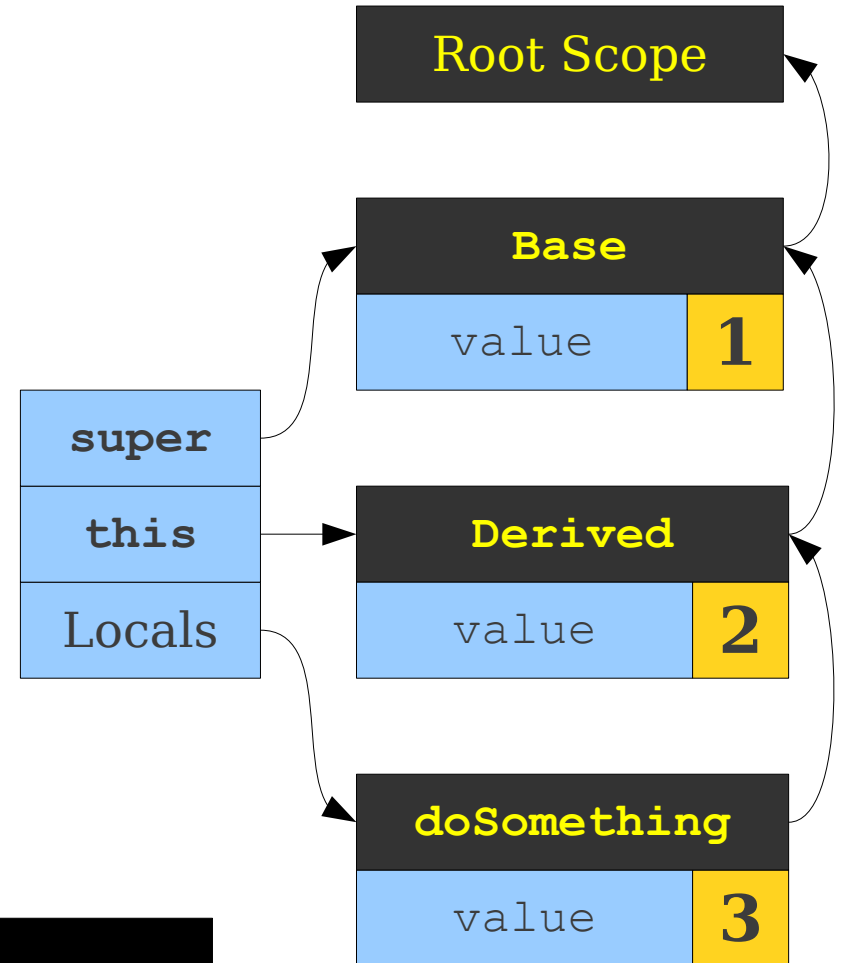 Root Scope
Base
value 1
super
this
Locals
Derived
value 2
doSomething
value 3